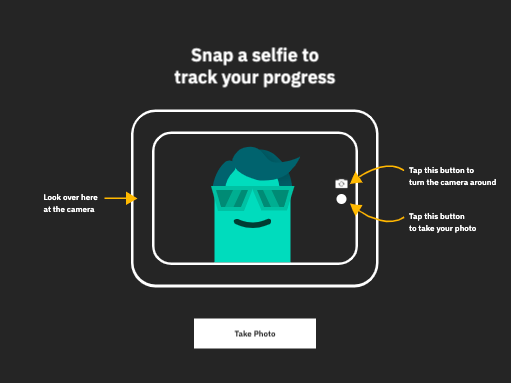 Snap a selfie to
track your progress
Look over here
at the camera
Tap this button to
turn the camera around
Tap this button
to take your photo
Take Photo